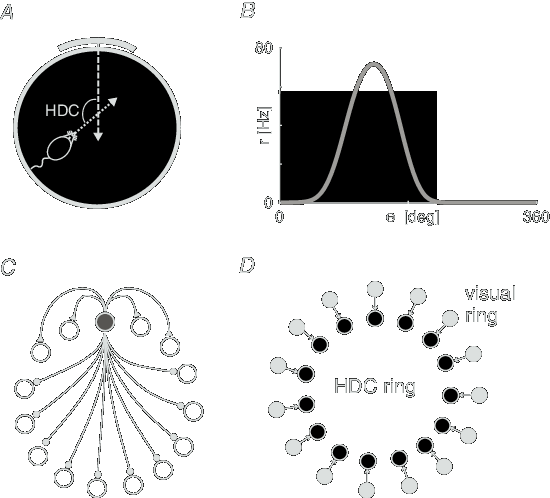 A
HDC
B
80
r [Hz]
0
0
Θ [deg]
360
C
D
visual
ring
HDC ring